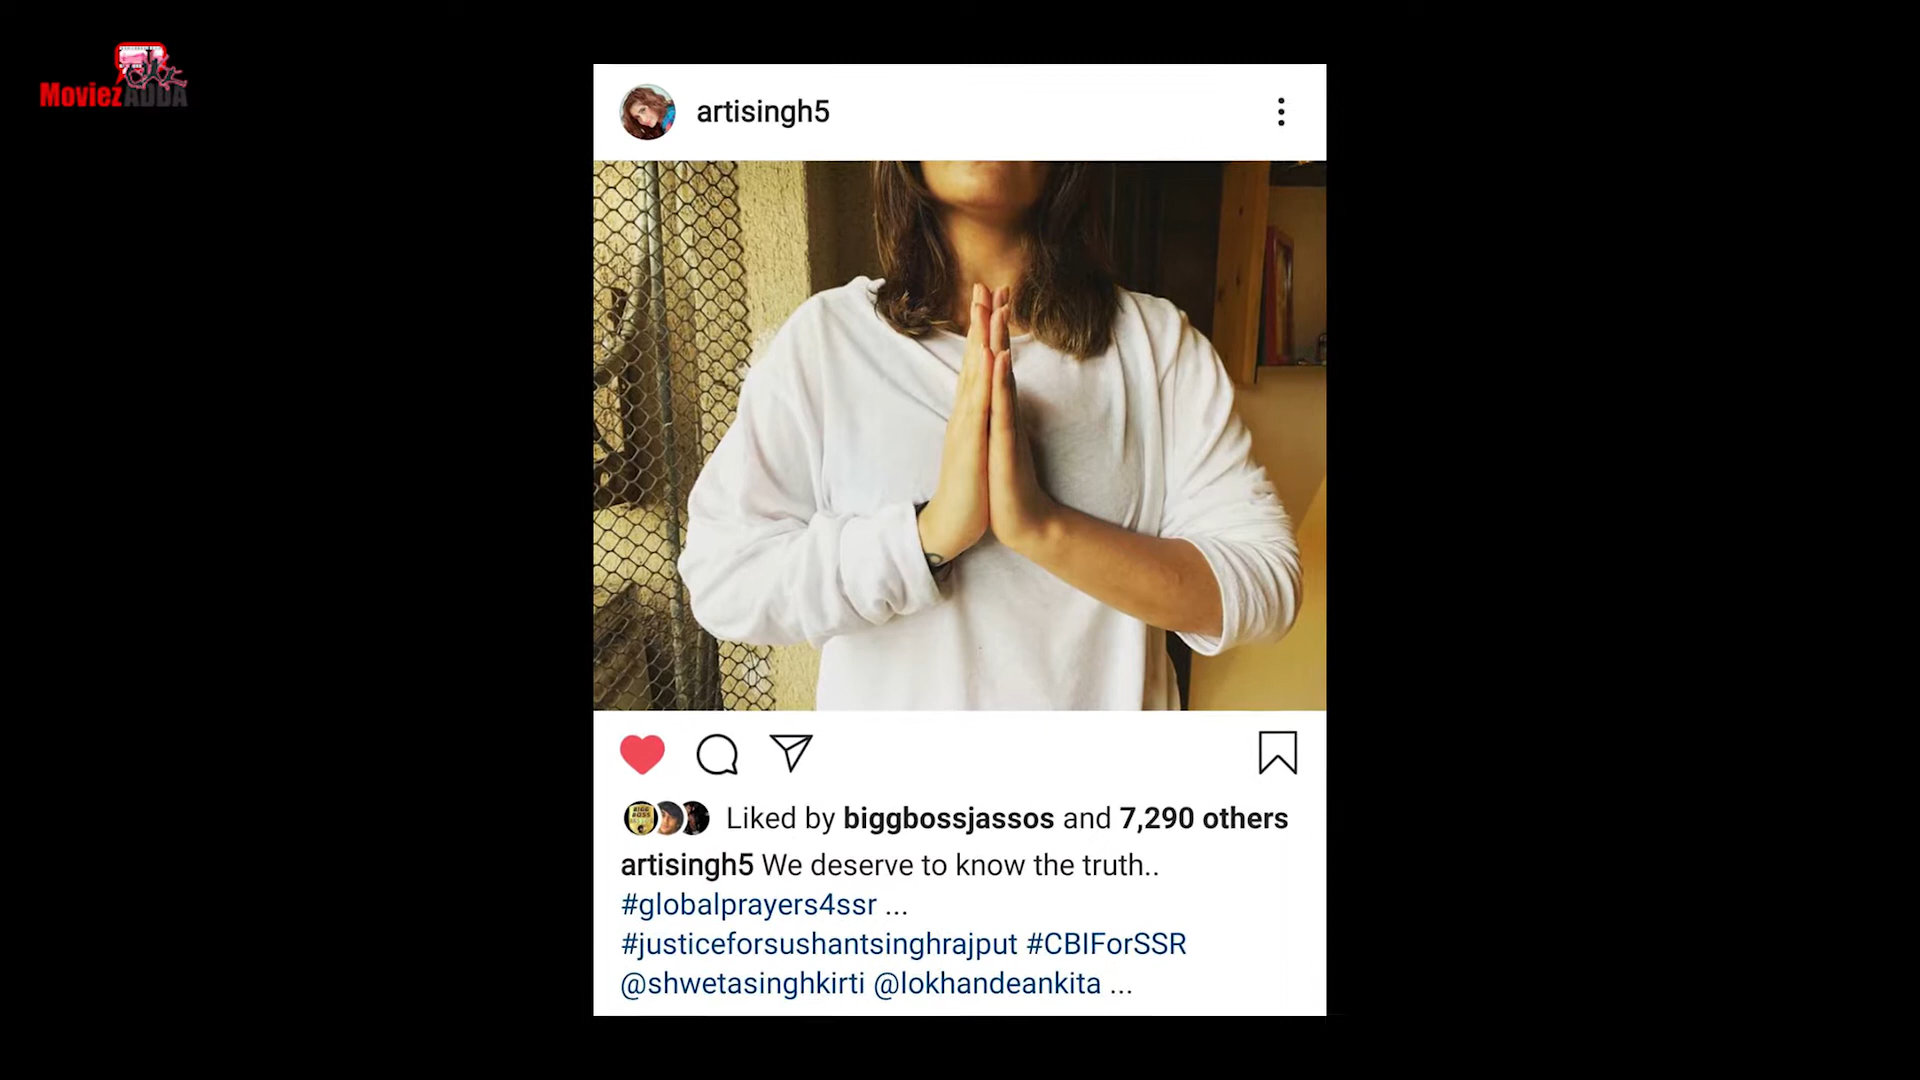 MoviezADDA
artisingh5
Liked by biggbossjassos and 7,290 others
artisingh5 We deserve to know the truth..
#globalprayers4ssr ...
#justiceforsushantsinghrajput #CBIForSSR
@shwetasinghkirti @lokhandeankita ...